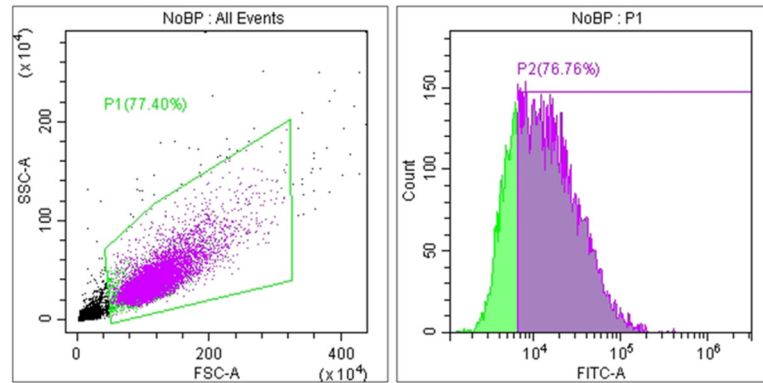 NoBP : All Events
(x 10⁴)
P1(77.40%)
200
100
0
SSC-A
0
200
400
FSC-A
(x 10⁴)
NoBP : P1
P2(76.76%)
150
100
50
0
Count
10⁴
10⁵
10⁶
FITC-A